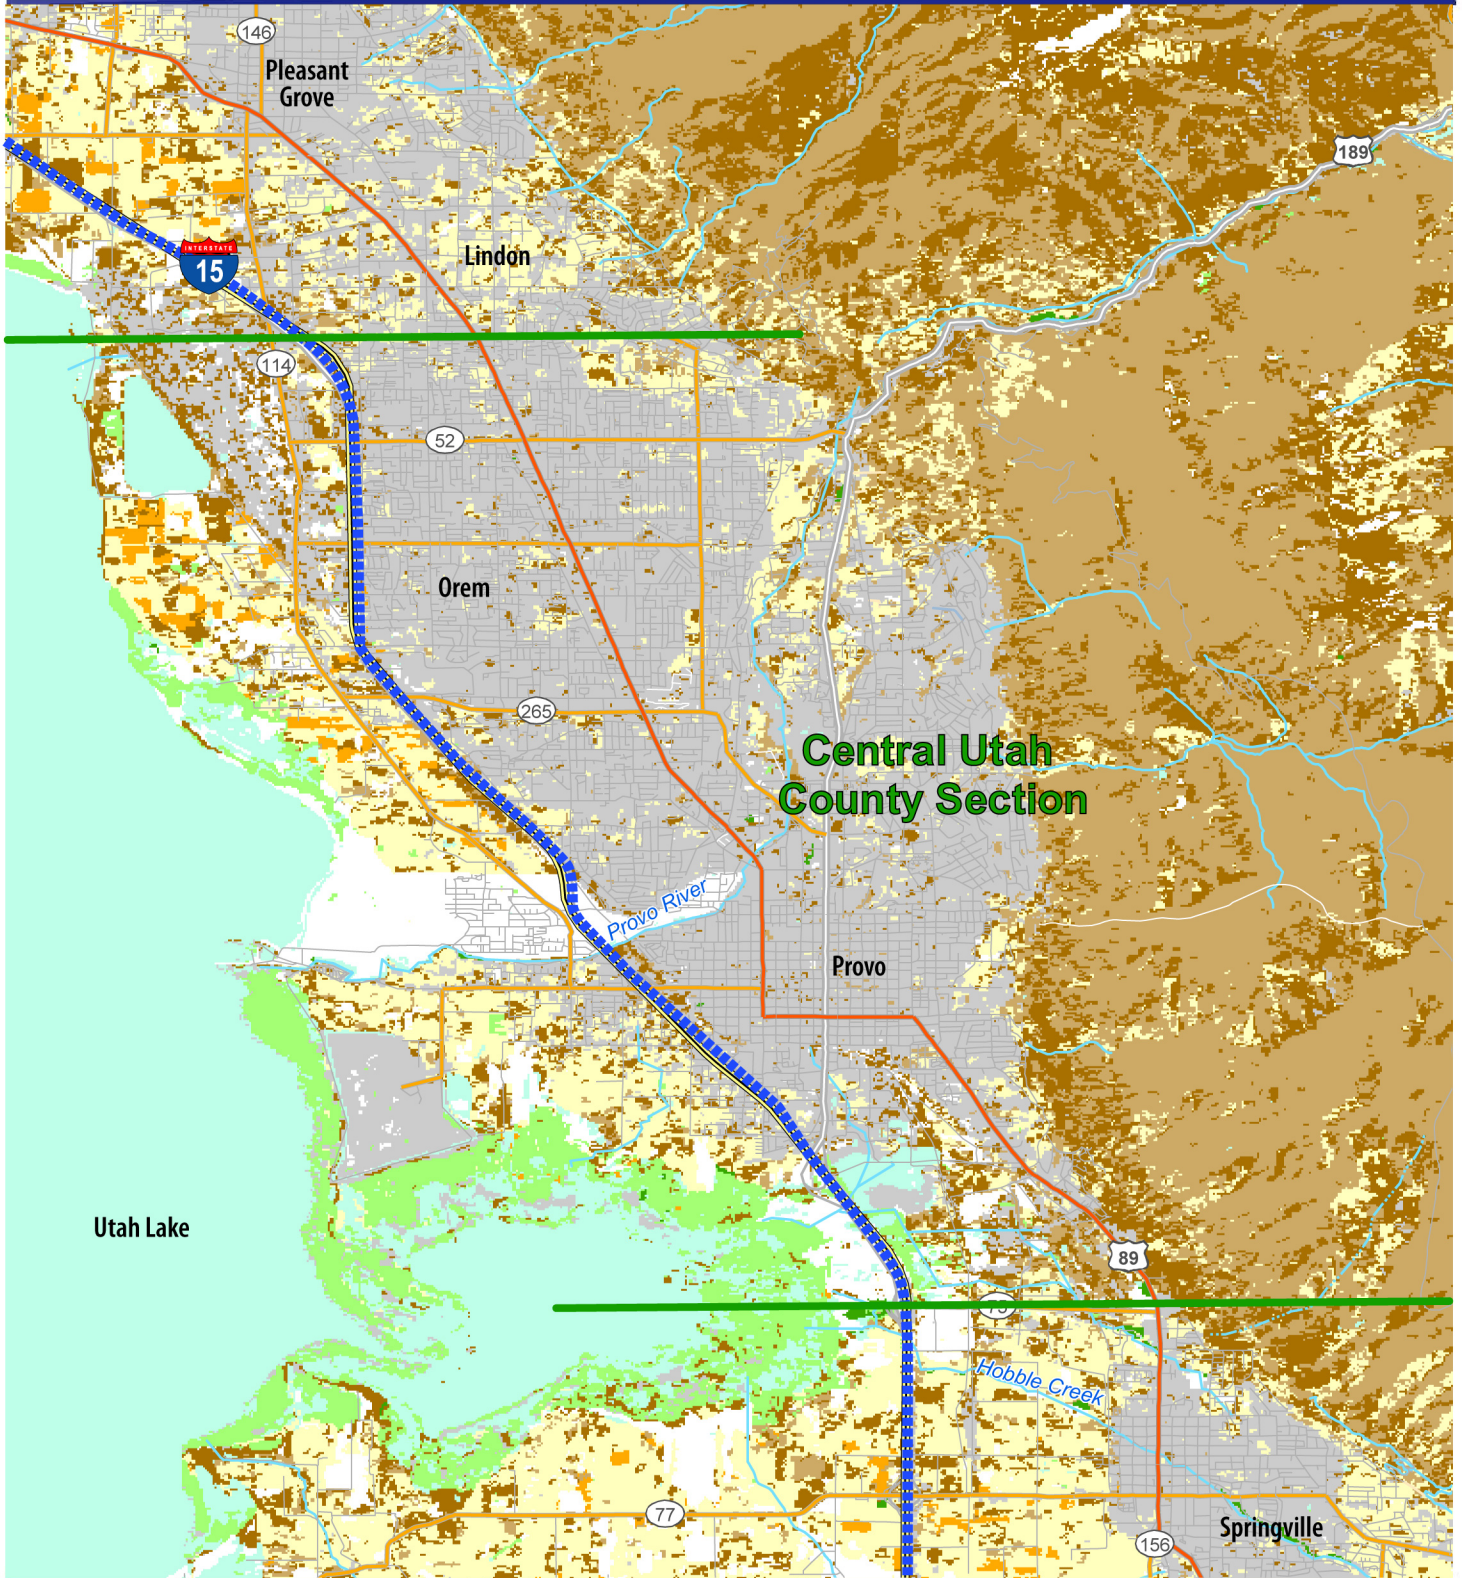 146
Pleasant
Grove
189
INTERSTATE
15
Lindon
114
52
Orem
265
Central Utah
County Section
Provo River
Provo
Utah Lake
89
75
Hobble Creek
77
Springville
156